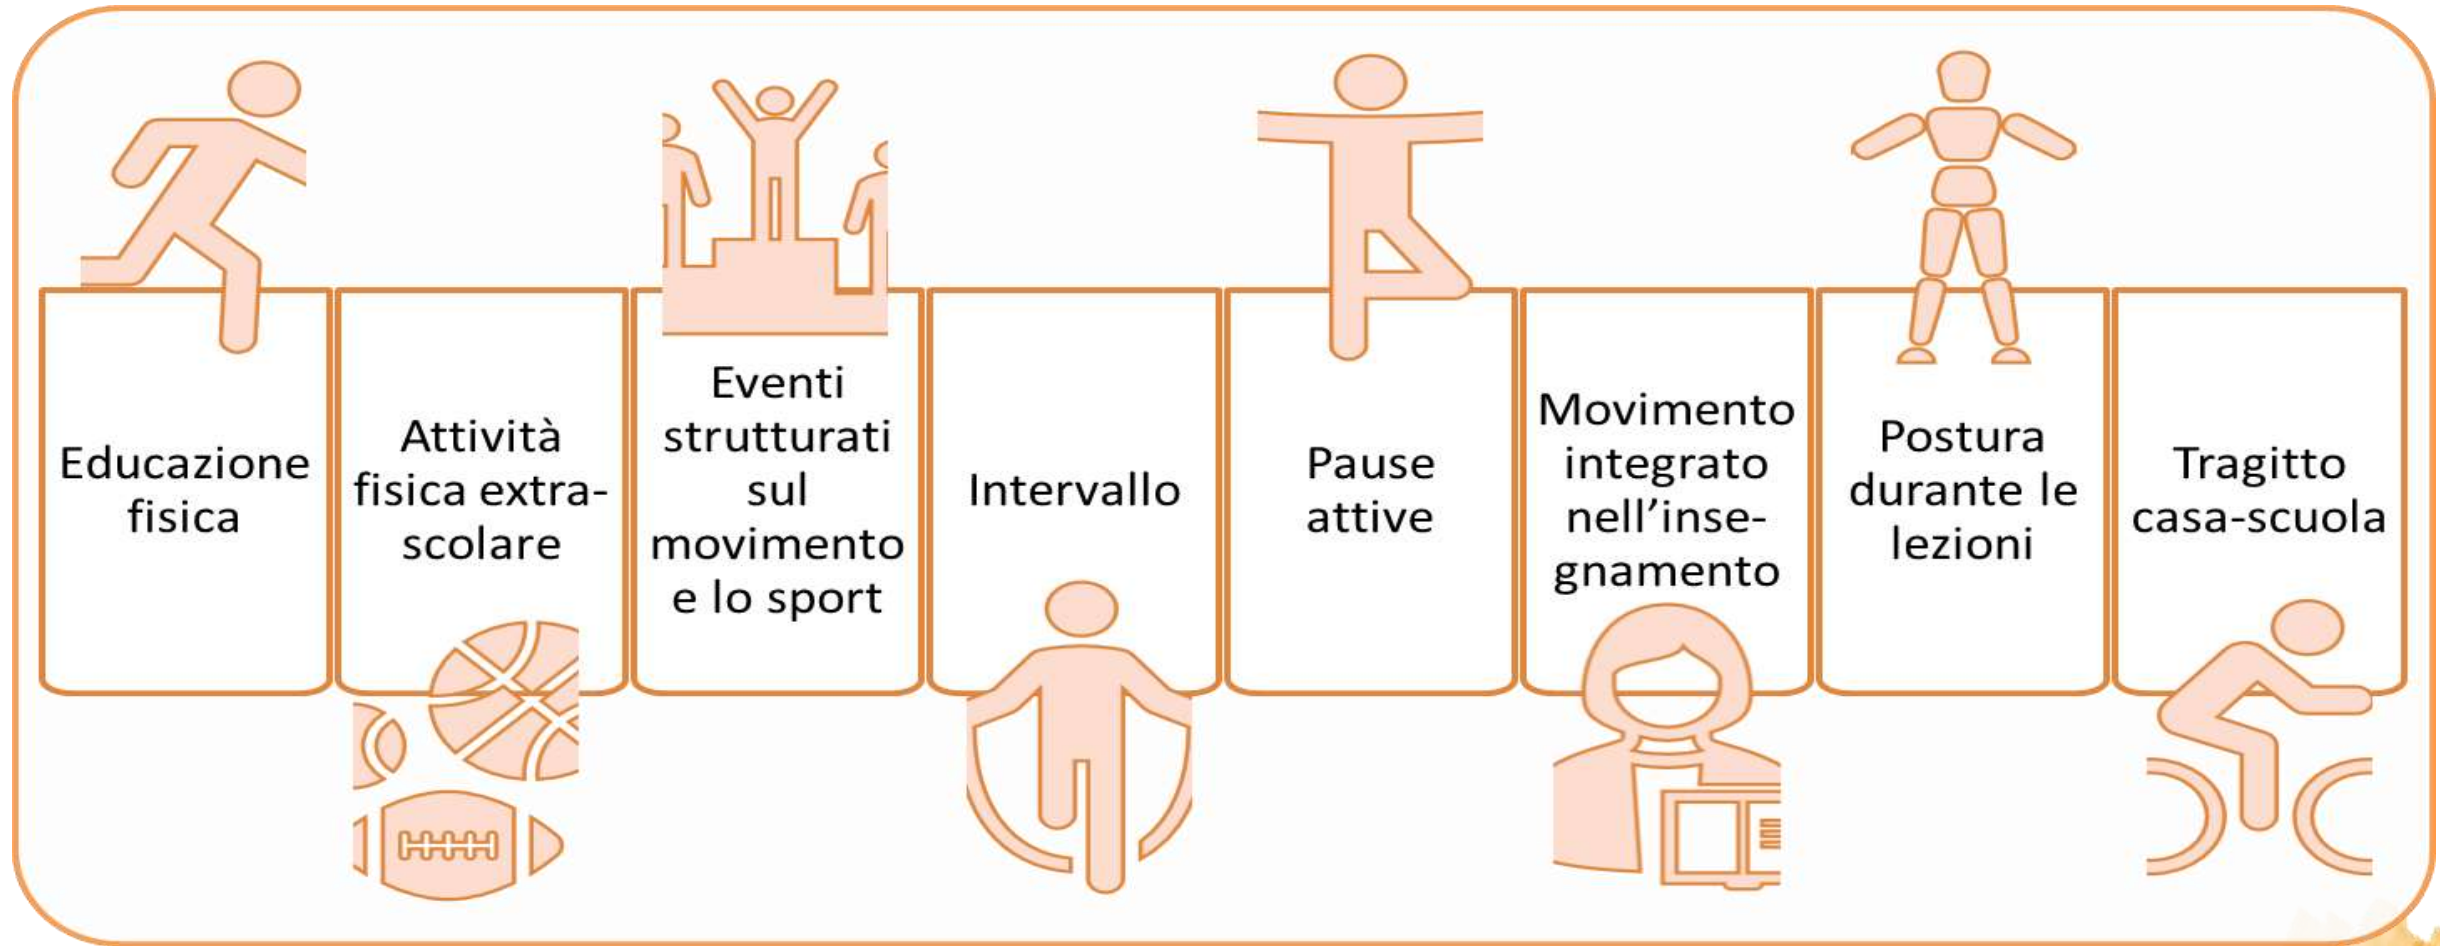 Educazione
fisica
Attività
fisica extra-
scolare
Eventi
strutturati
sul
movimento
e lo sport
Intervallo
Pause
attive
Movimento
integrato
nell’inse-
gnamento
Postura
durante le
lezioni
Tragitto
casa-scuola